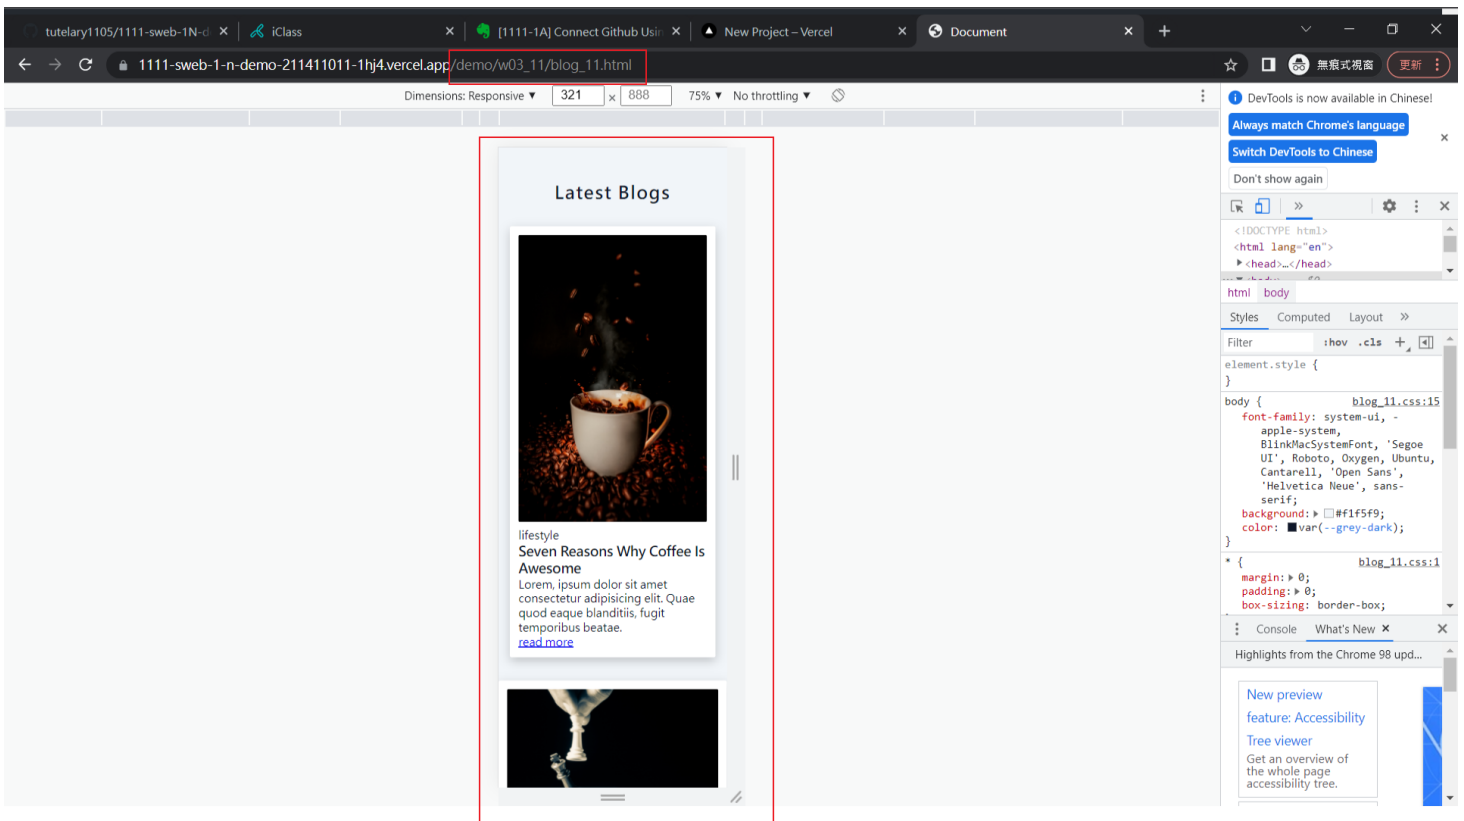 tutelary1105/1111-sweb-1N-d
iClass
[1111-1A] Connect Github Usin
New Project – Vercel
Document
1111-sweb-1-n-demo-211411011-1hj4.vercel.app/demo/w03_11/blog_11.html
無痕式視窗
更新
Dimensions: Responsive ▼ 321 × 888 75% ▼ No throttling ▼
DevTools is now available in Chinese!
Always match Chrome's language
Switch DevTools to Chinese
Don't show again
<!DOCTYPE html>
<html lang="en">
<head>…</head>
html body
Styles Computed Layout »
Filter :hov .cls +
element.style {
}
body { blog_11.css:15
font-family: system-ui, -
apple-system,
BlinkMacSystemFont, 'Segoe
UI', Roboto, Oxygen, Ubuntu,
Cantarell, 'Open Sans',
'Helvetica Neue', sans-
serif;
background: #f1f5f9;
color: var(--grey-dark);
}
* { blog_11.css:1
margin: 0;
padding: 0;
box-sizing: border-box;
Console What's New
Highlights from the Chrome 98 upd...
New preview
feature: Accessibility
Tree viewer
Get an overview of
the whole page
accessibility tree.
Latest Blogs
lifestyle
Seven Reasons Why Coffee Is
Awesome
Lorem, ipsum dolor sit amet
consectetur adipisicing elit. Quae
quod eaque blanditiis, fugit
temporibus beatae.
read more